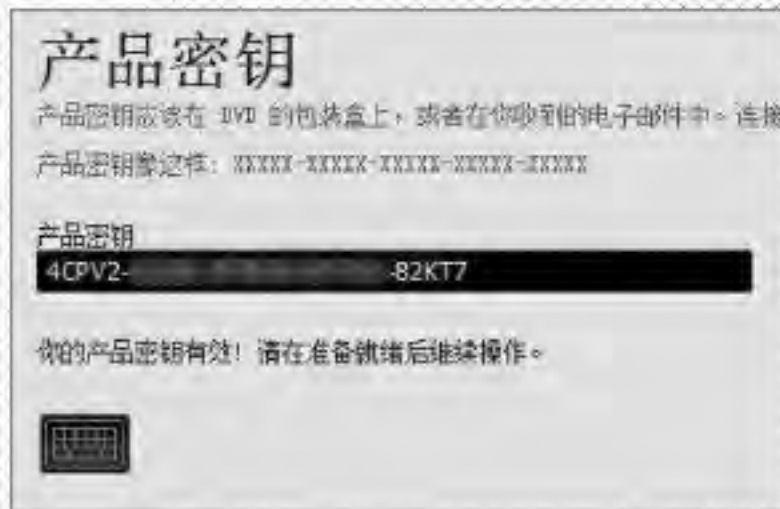 产品密钥
产品密钥应该在 DVD 的包装盒上，或者在你收到的电子邮件中。连接
产品密钥像这样: XXXXX-XXXXX-XXXXX-XXXXX-XXXXX
产品密钥
4CPV2- -82KT7
你的产品密钥有效! 请在准备就绪后继续操作。